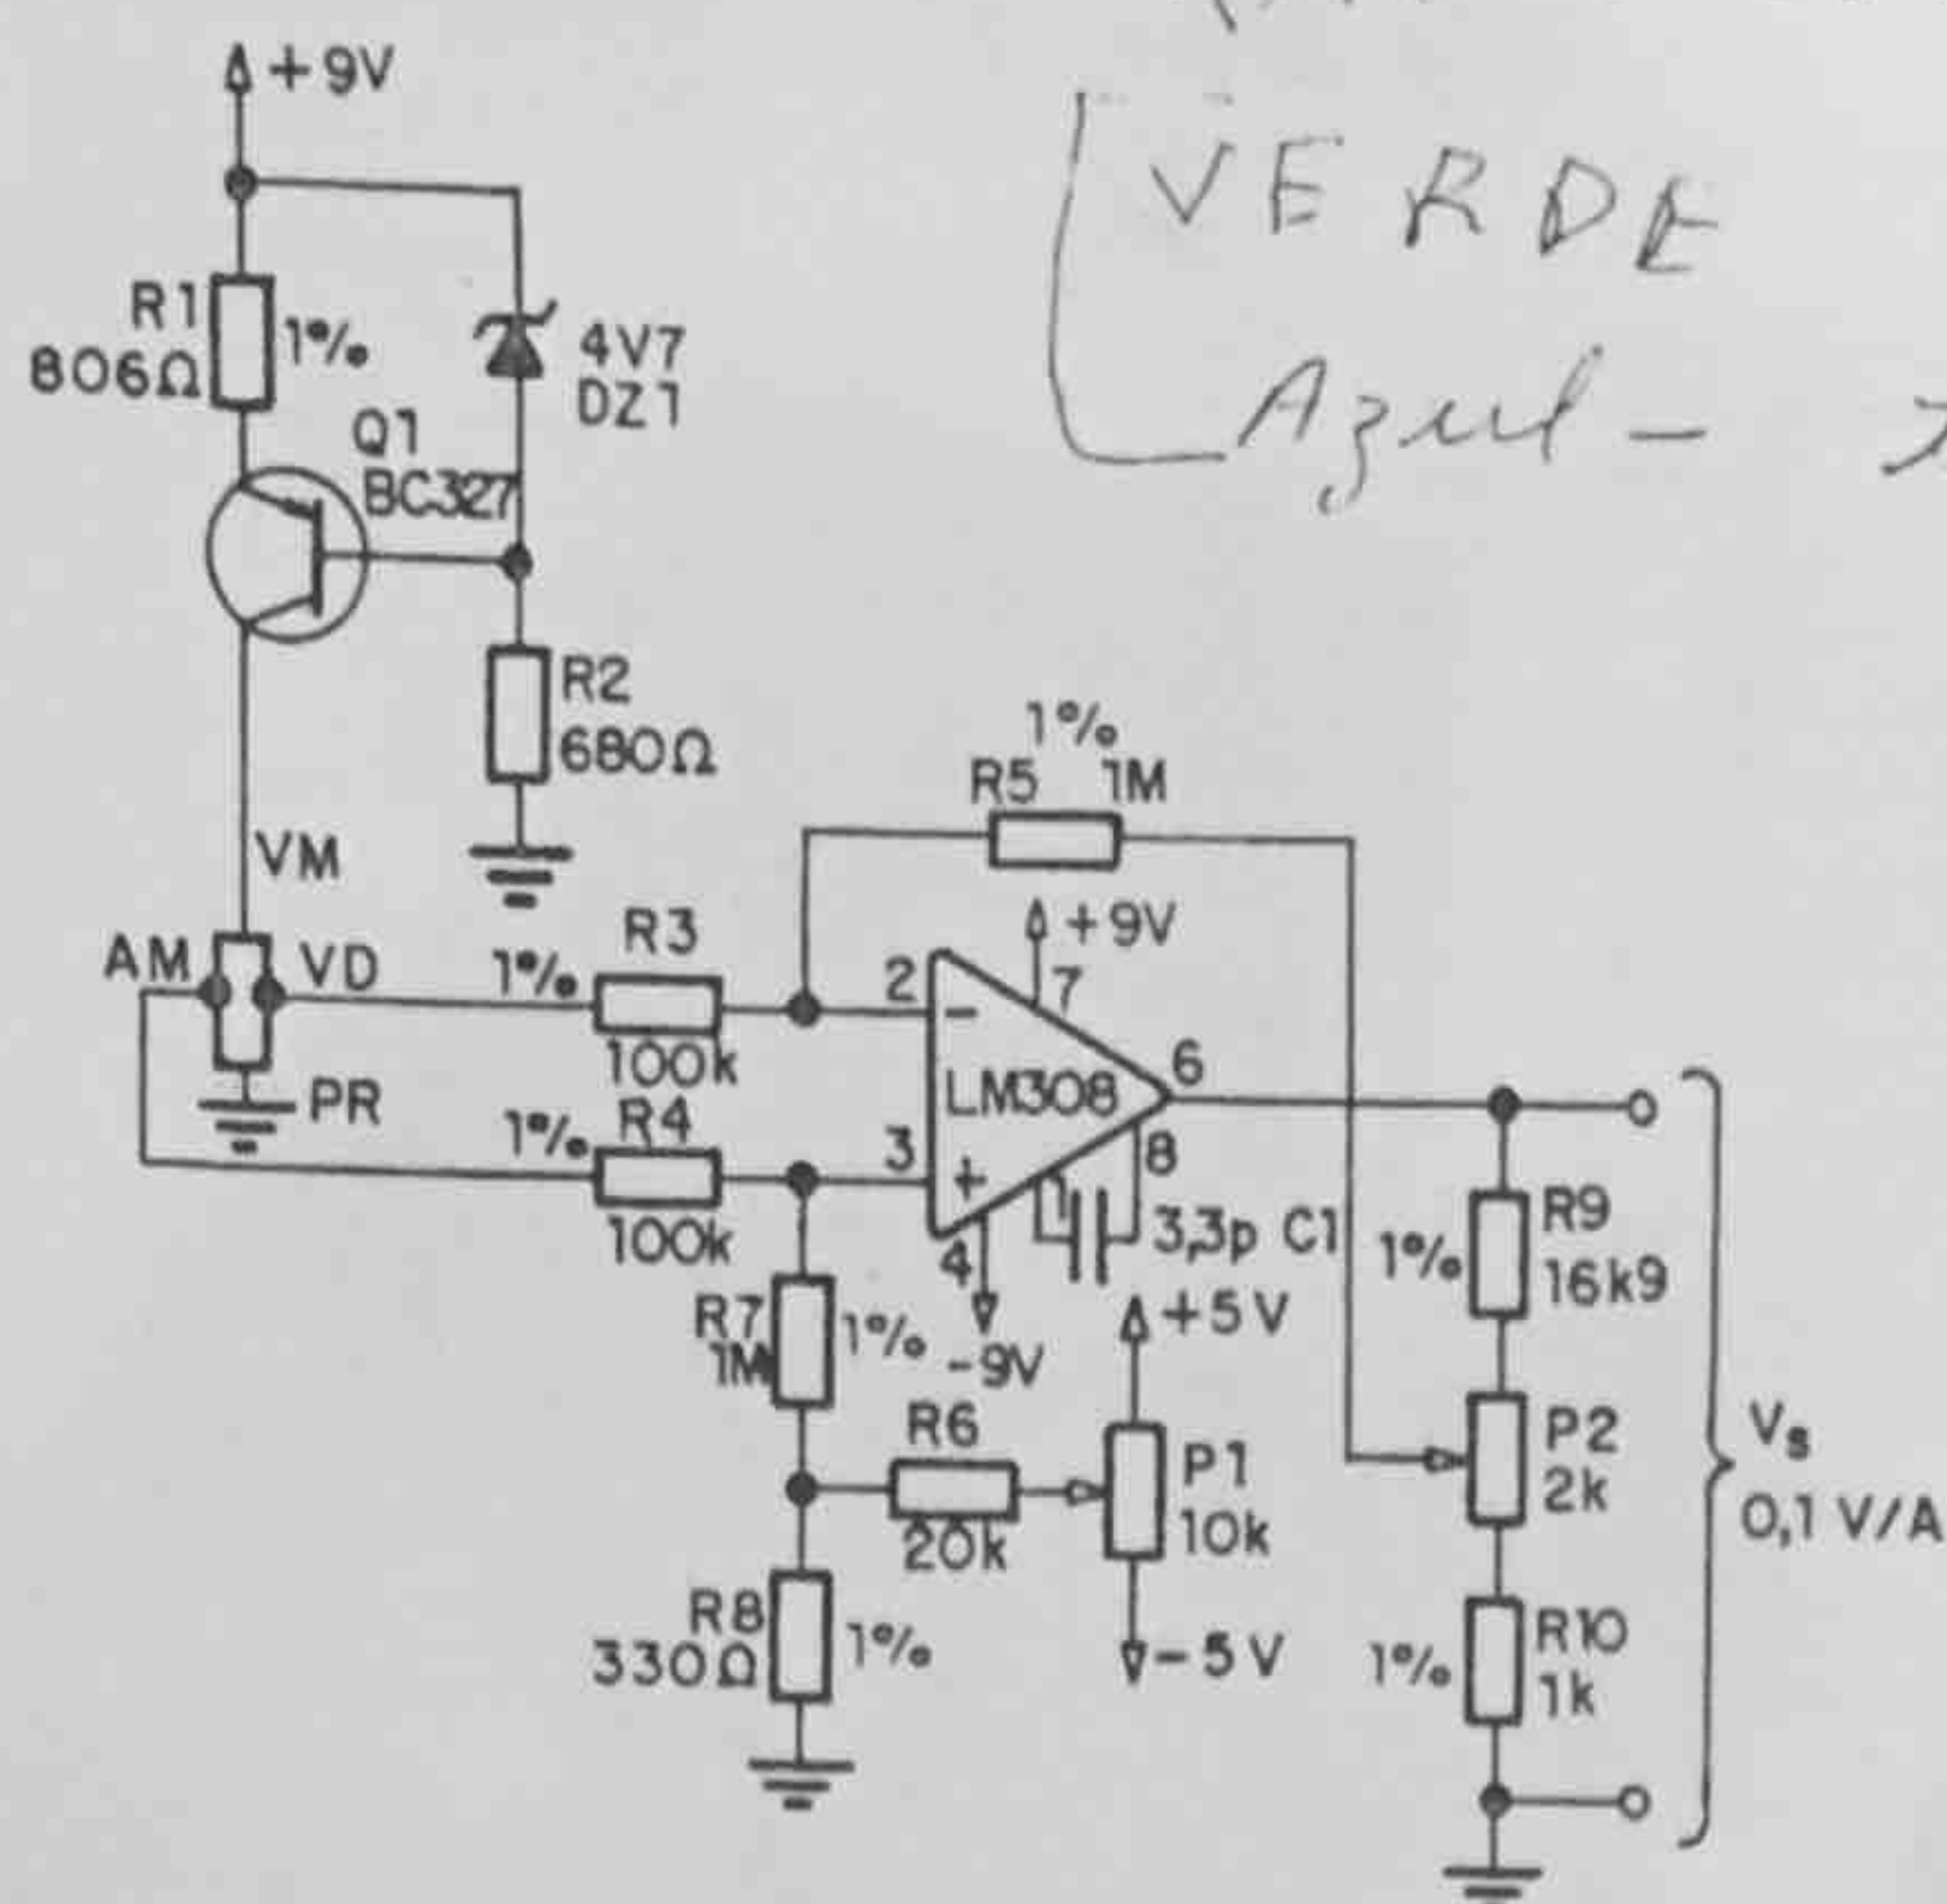 +9V
VERDE
Azul -
R1
806Ω
1%
4V7
DZ1
Q1
BC327
R2
680Ω
VM
1%
R5 1M
AM
VD
1%
R3
100k
2
-
+9V
7
LM308
6
PR
1%
R4
100k
3
+
8
4
3,3p C1
-9V
+5V
1%
R9
16k9
R7
1M
1%
R6
20k
P1
10k
P2
2k
Vs
0,1 V/A
R8
330Ω
1%
-5V
1%
R10
1k